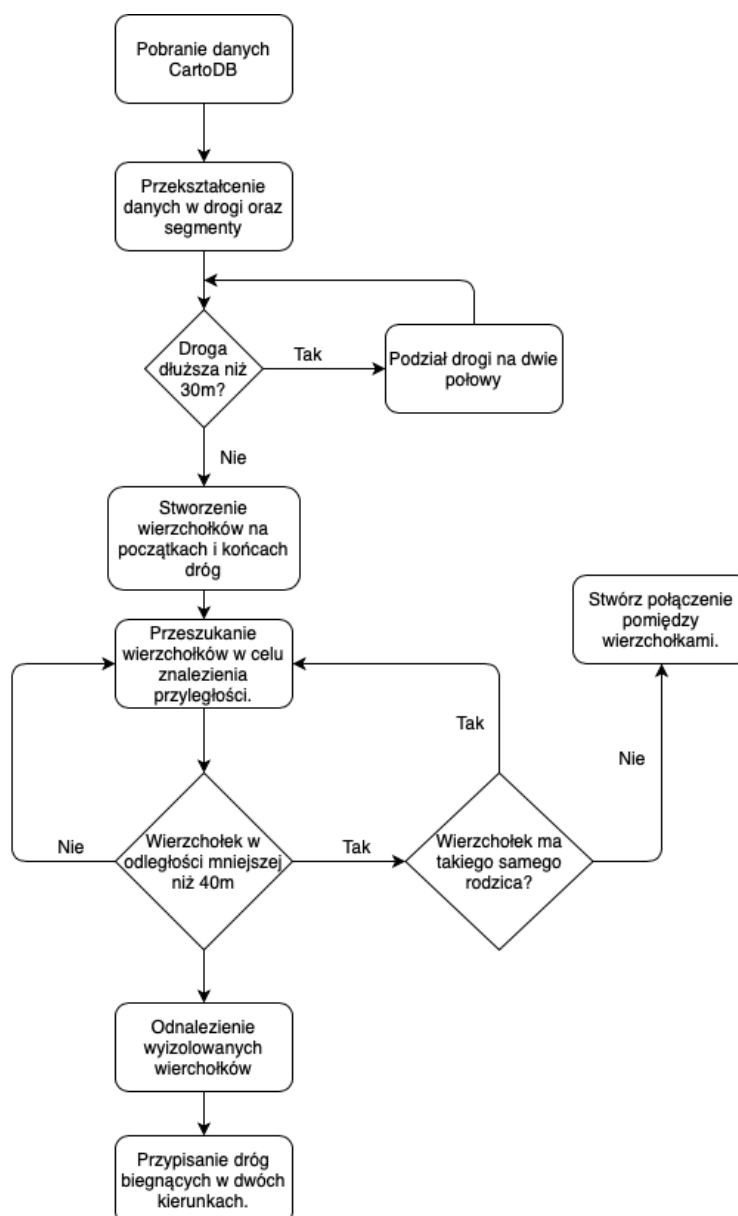 Pobranie danych
CartoDB
Przekształcenie
danych w drogi oraz
segmenty
Droga
dłuższa niż
30m?
Tak
Podział drogi na dwie
połowy
Nie
Stworzenie
wierzchołków na
początkach i końcach
dróg
Przeszukanie
wierzchołków w celu
znalezienia
przyległości.
Stwórz połączenie
pomiędzy
wierzchołkami.
Tak
Nie
Nie
Wierzchołek w
odległości mniejszej
niż 40m
Tak
Wierzchołek ma
takiego samego
rodzica?
Odnalezienie
wyizolowanych
wierchołków
Przypisanie dróg
biegnących w dwóch
kierunkach.